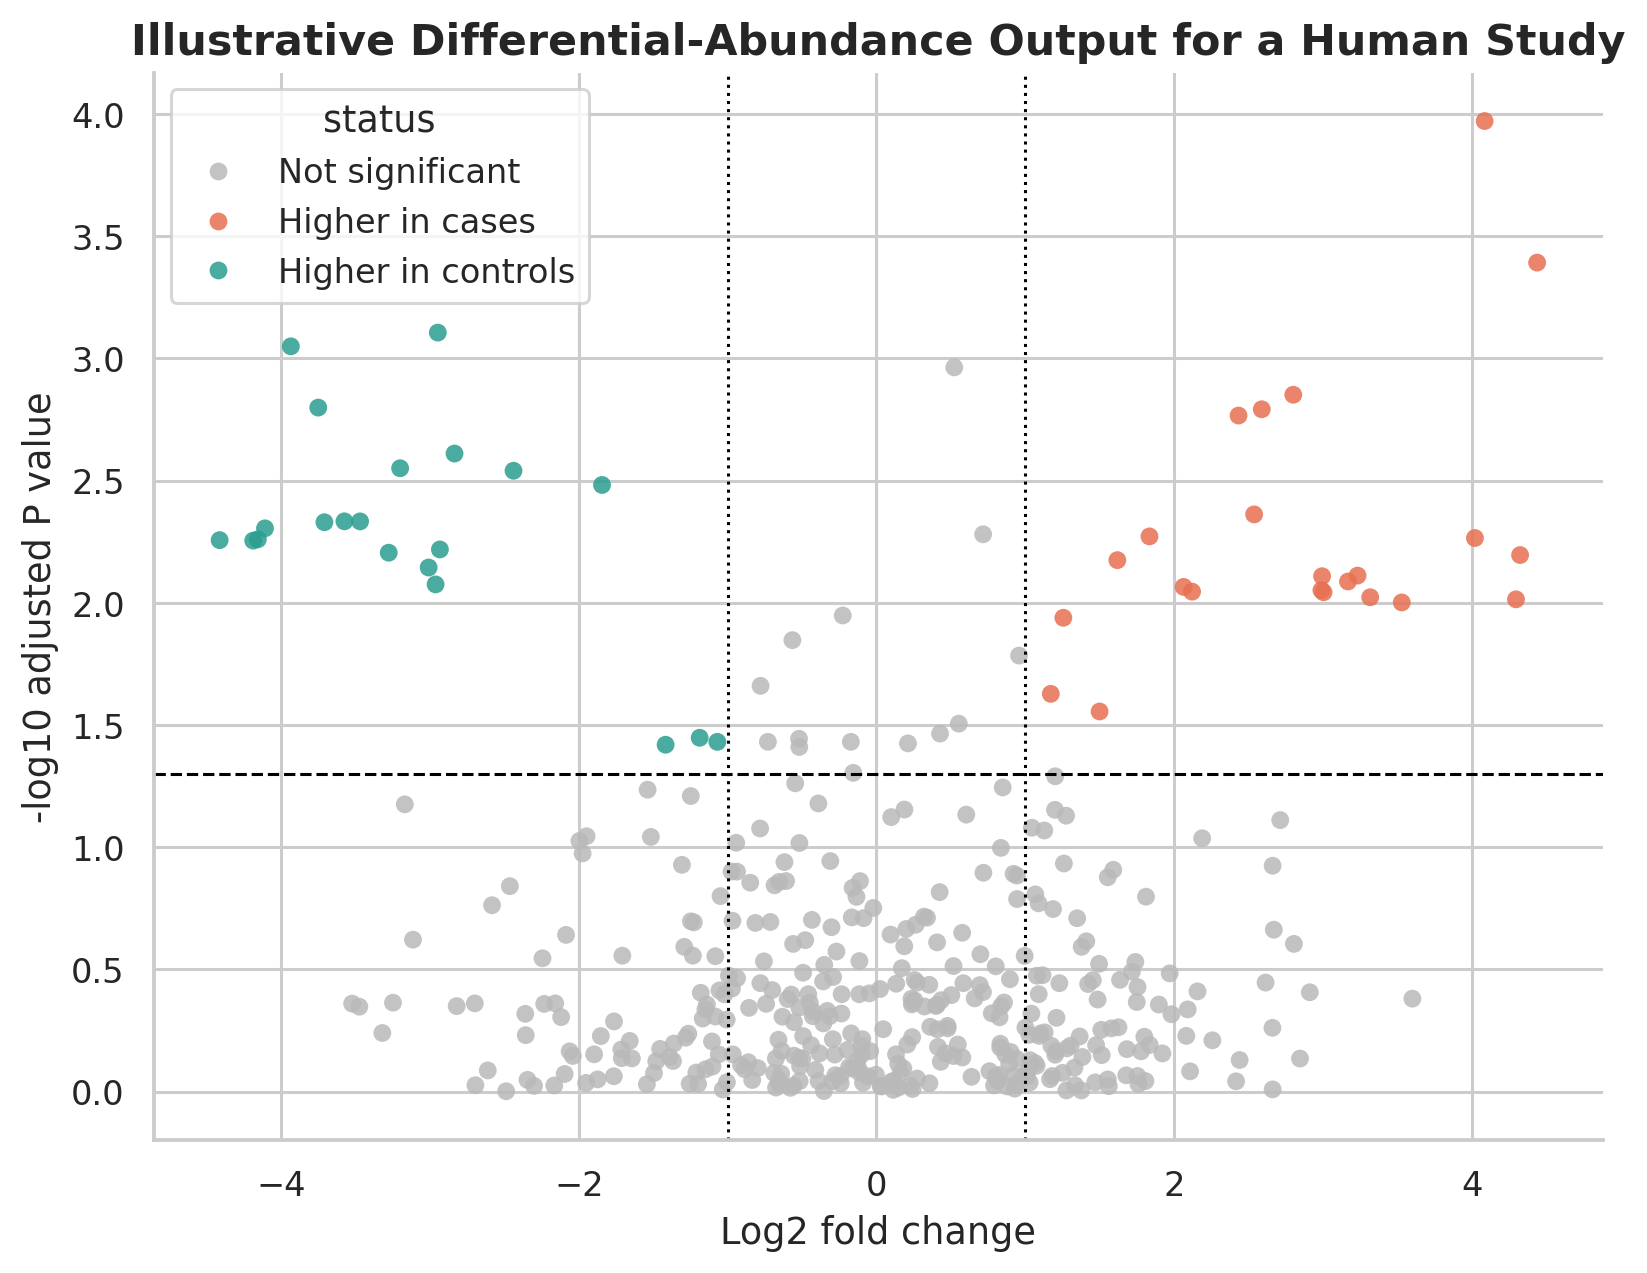 Illustrative Differential-Abundance Output for a Human Study
status
Not significant
Higher in cases
Higher in controls
-log10 adjusted P value
4.0
3.5
3.0
2.5
2.0
1.5
1.0
0.5
0.0
−4
−2
0
2
4
Log2 fold change